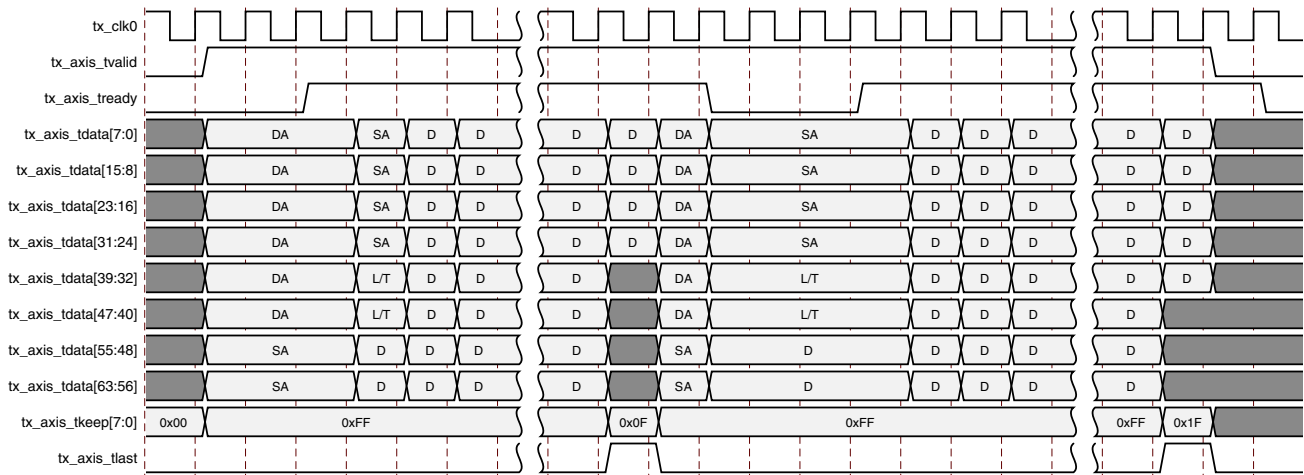 tx_clk0
tx_axis_tvalid
tx_axis_tready
tx_axis_tdata[7:0] DA SA D D D D DA SA D D D D D
tx_axis_tdata[15:8] DA SA D D D D DA SA D D D D D
tx_axis_tdata[23:16] DA SA D D D D DA SA D D D D D
tx_axis_tdata[31:24] DA SA D D D D DA SA D D D D D
tx_axis_tdata[39:32] DA L/T D D D DA L/T D D D D D
tx_axis_tdata[47:40] DA L/T D D D DA L/T D D D D
tx_axis_tdata[55:48] SA D D D D SA D D D D D
tx_axis_tdata[63:56] SA D D D D SA D D D D D
tx_axis_tkeep[7:0] 0x00 0xFF 0x0F 0xFF 0xFF 0x1F
tx_axis_tlast